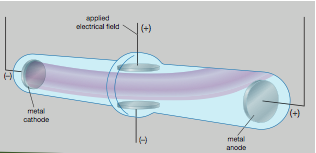 applied
electrical field
(+)
(–)
metal
cathode
(+)
(–)
metal
anode